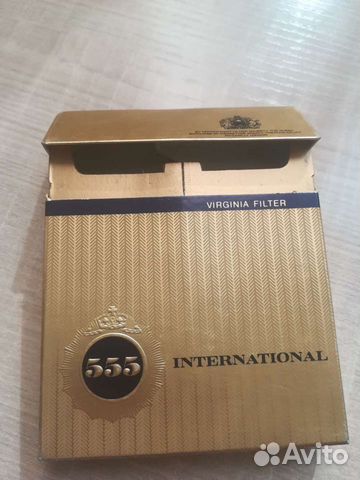 VIRGINIA FILTER
555
INTERNATIONAL
Avito